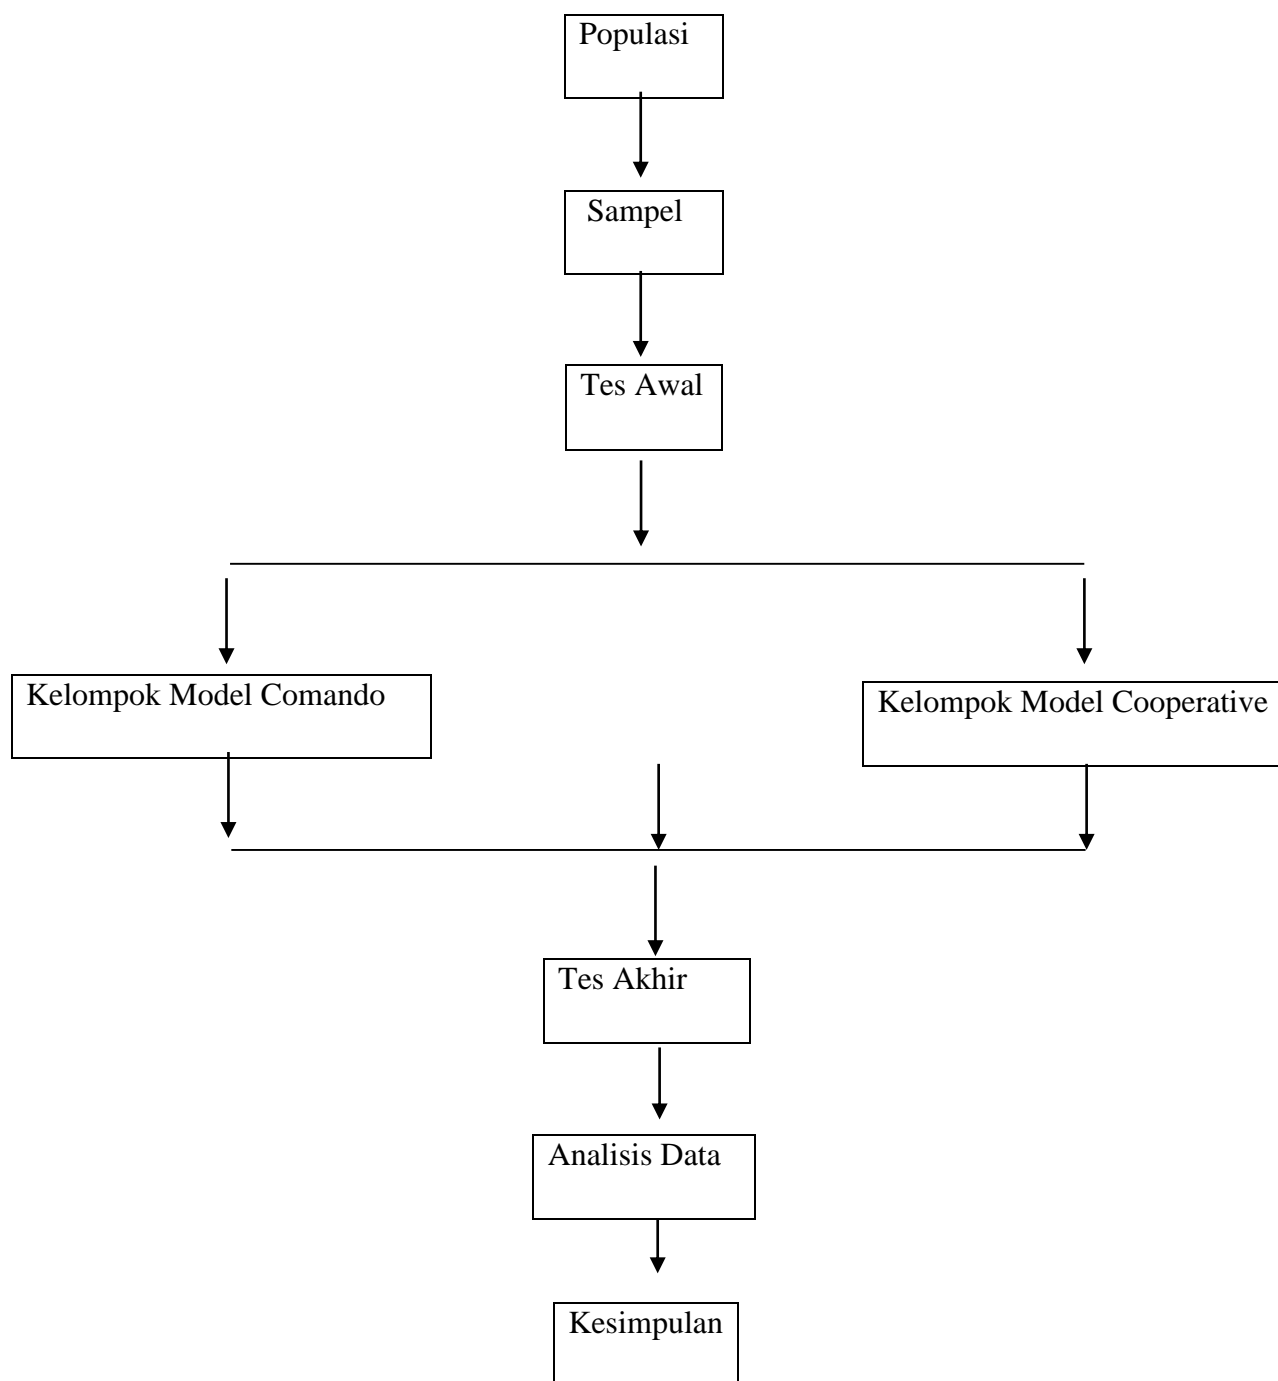 Populasi
Sampel
Tes Awal
Kelompok Model Comando
Kelompok Model Cooperative
Tes Akhir
Analisis Data
Kesimpulan